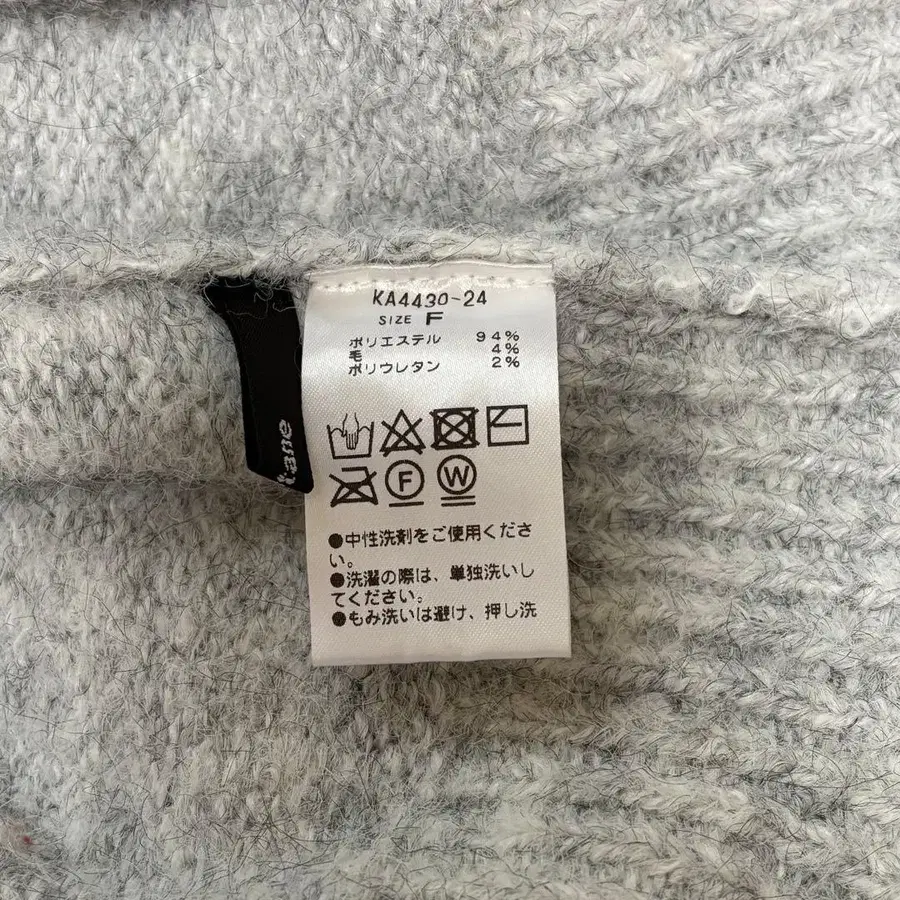 KA4430-24
SIZE F
ポリエステル 94%
毛 4%
ポリウレタン 2%
F W
●中性洗剤をご使用くださ
い。
●洗濯の際は、単独洗いし
てください。
●もみ洗いは避け、押し洗